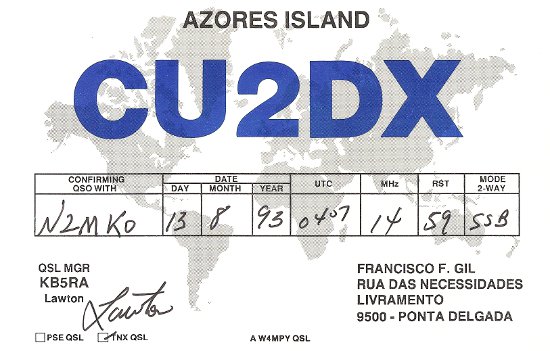 AZORES ISLAND
CU2DX
CONFIRMING QSO WITH DATE DAY MONTH YEAR UTC MHz RST MODE 2-WAY
N2MKO 13 8 93 0407 14 59 SSB
QSL MGR
KB5RA
Lawton
Lawton
FRANCISCO F. GIL
RUA DAS NECESSIDADES
LIVRAMENTO
9500 - PONTA DELGADA
PSE QSL TNX QSL
A W4MPY QSL